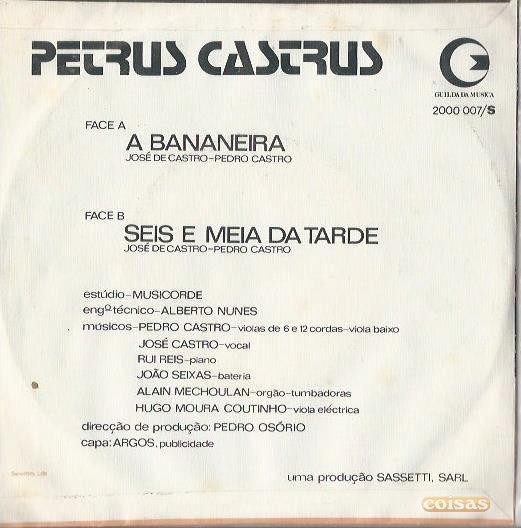 PETRUS CASTRUS
GUILDA DA MUSICA
2000 007/S
FACE A
A BANANEIRA
JOSÉ DE CASTRO-PEDRO CASTRO
FACE B
SEIS E MEIA DA TARDE
JOSÉ DE CASTRO-PEDRO CASTRO
estúdio-MUSICORDE
engº técnico-ALBERTO NUNES
músicos-PEDRO CASTRO-violas de 6 e 12 cordas-viola baixo
JOSÉ CASTRO-vocal
RUI REIS-piano
JOÃO SEIXAS-bateria
ALAIN MECHOULAN-orgão-tumbadoras
HUGO MOURA COUTINHO-viola eléctrica
direcção de produção: PEDRO OSÓRIO
capa: ARGOS, publicidade
uma produção SASSETTI, SARL
coisas